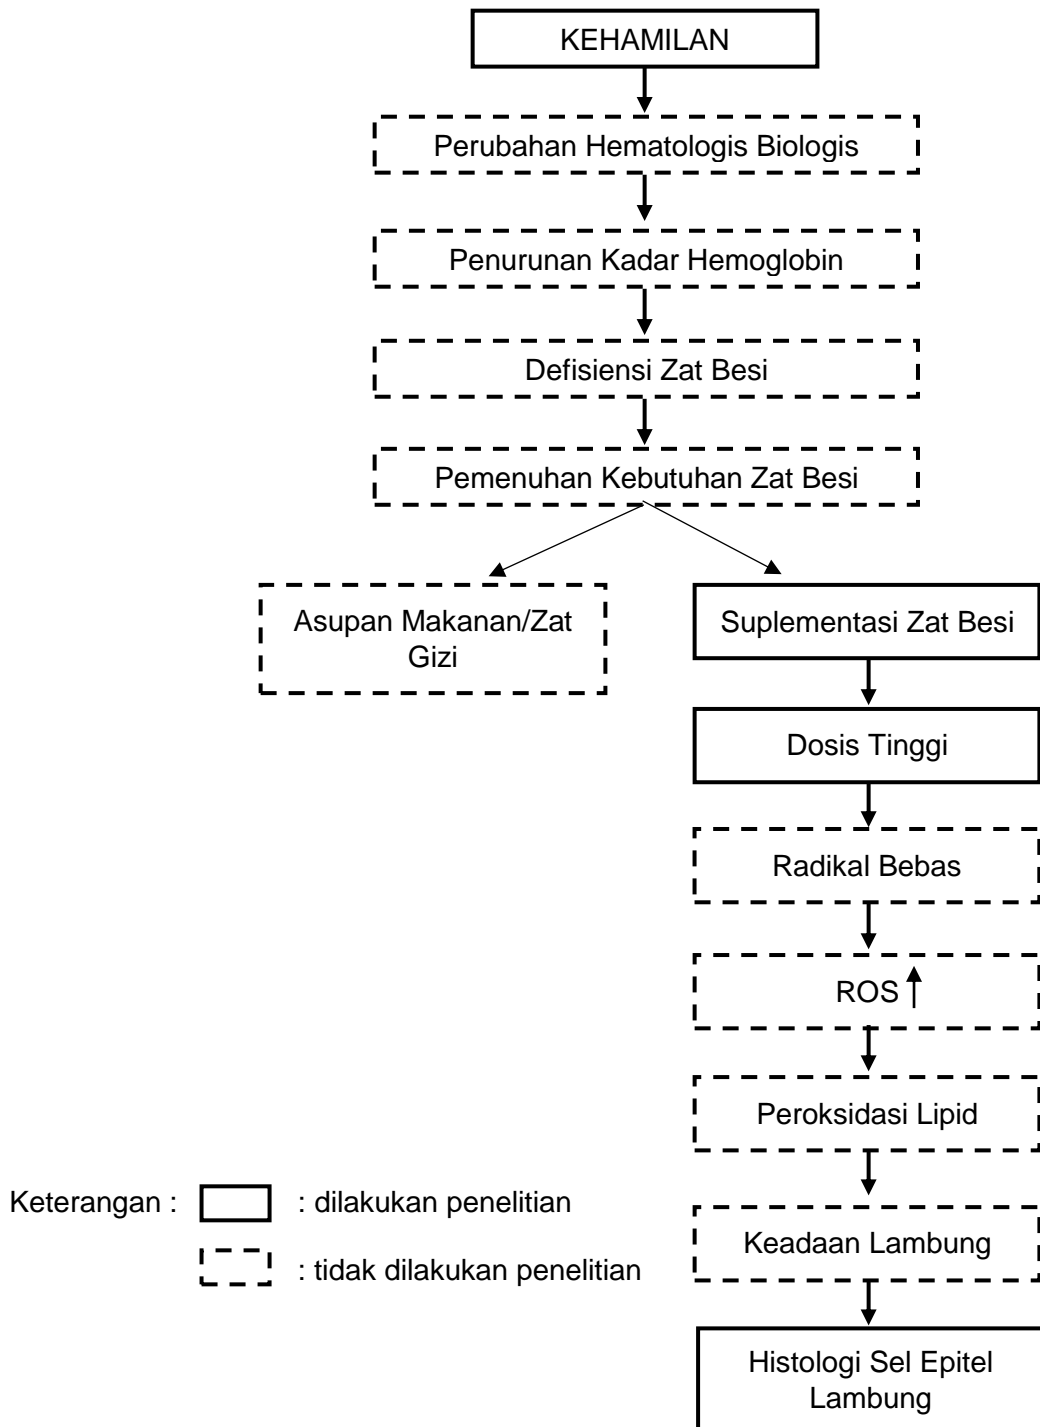 KEHAMILAN
Perubahan Hematologis Biologis
Penurunan Kadar Hemoglobin
Defisiensi Zat Besi
Pemenuhan Kebutuhan Zat Besi
Asupan Makanan/Zat
Gizi
Suplementasi Zat Besi
Dosis Tinggi
Radikal Bebas
ROS
Peroksidasi Lipid
Keadaan Lambung
Histologi Sel Epitel
Lambung
Keterangan : : dilakukan penelitian
: tidak dilakukan penelitian